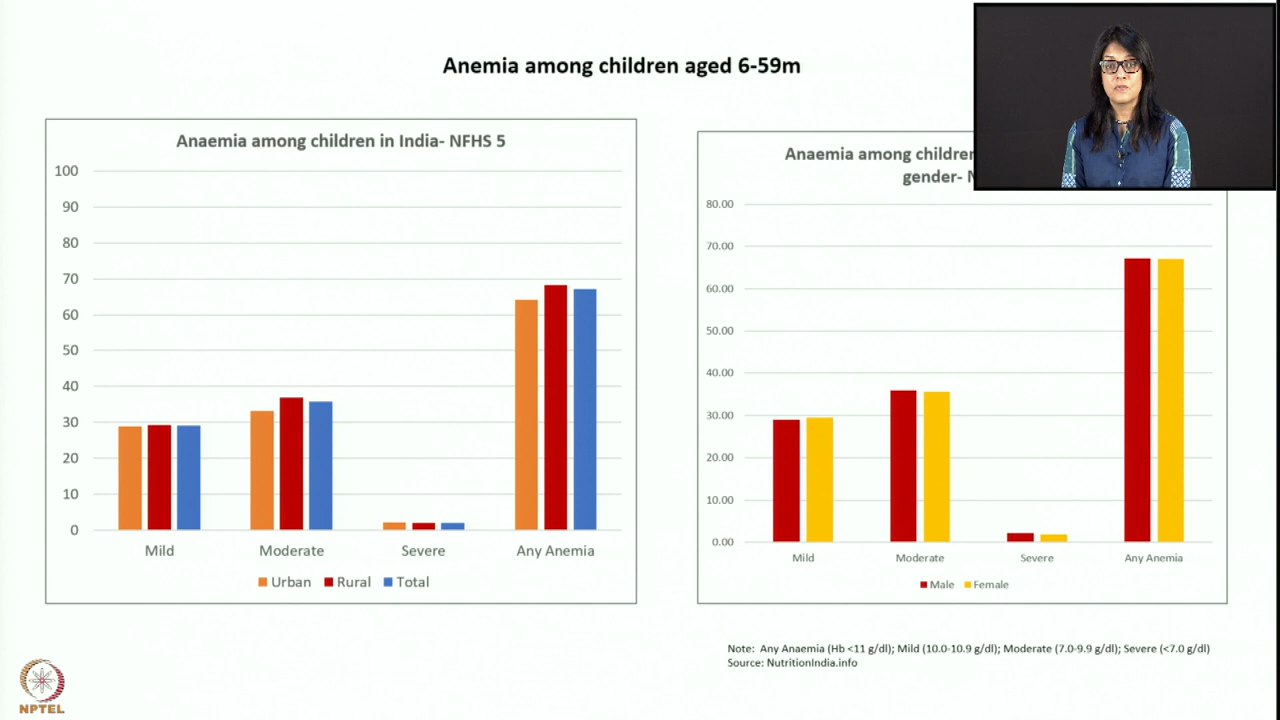 Anemia among children aged 6-59m
Anaemia among children in India- NFHS 5
100
90
80
70
60
50
40
30
20
10
0
Mild Moderate Severe Any Anemia
Urban Rural Total
Anaemia among children
gender-
80.00
70.00
60.00
50.00
40.00
30.00
20.00
10.00
0.00
Mild Moderate Severe Any Anemia
Male Female
Note: Any Anaemia (Hb <11 g/dl); Mild (10.0-10.9 g/dl); Moderate (7.0-9.9 g/dl); Severe (<7.0 g/dl)
Source: NutritionIndia.info
NPTEL